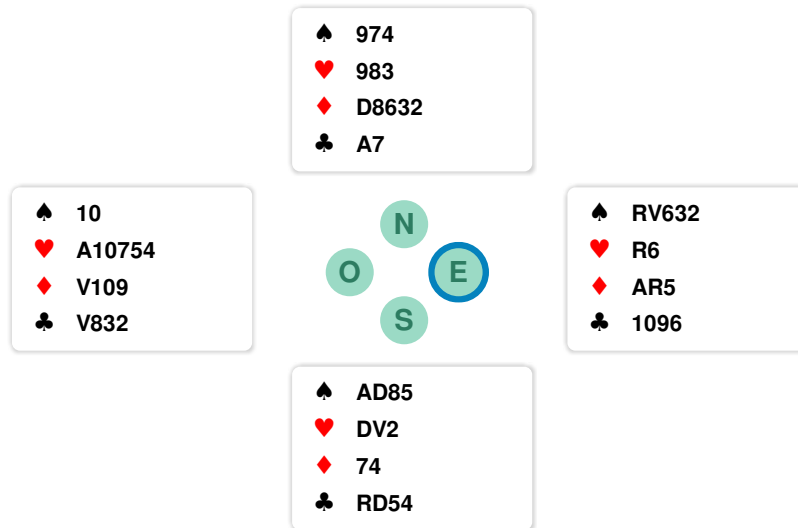 ♠ 974
♥ 983
♦ D8632
♣ A7
♠ 10
♥ A10754
♦ V109
♣ V832
N
O E
S
♠ RV632
♥ R6
♦ AR5
♣ 1096
♠ AD85
♥ DV2
♦ 74
♣ RD54